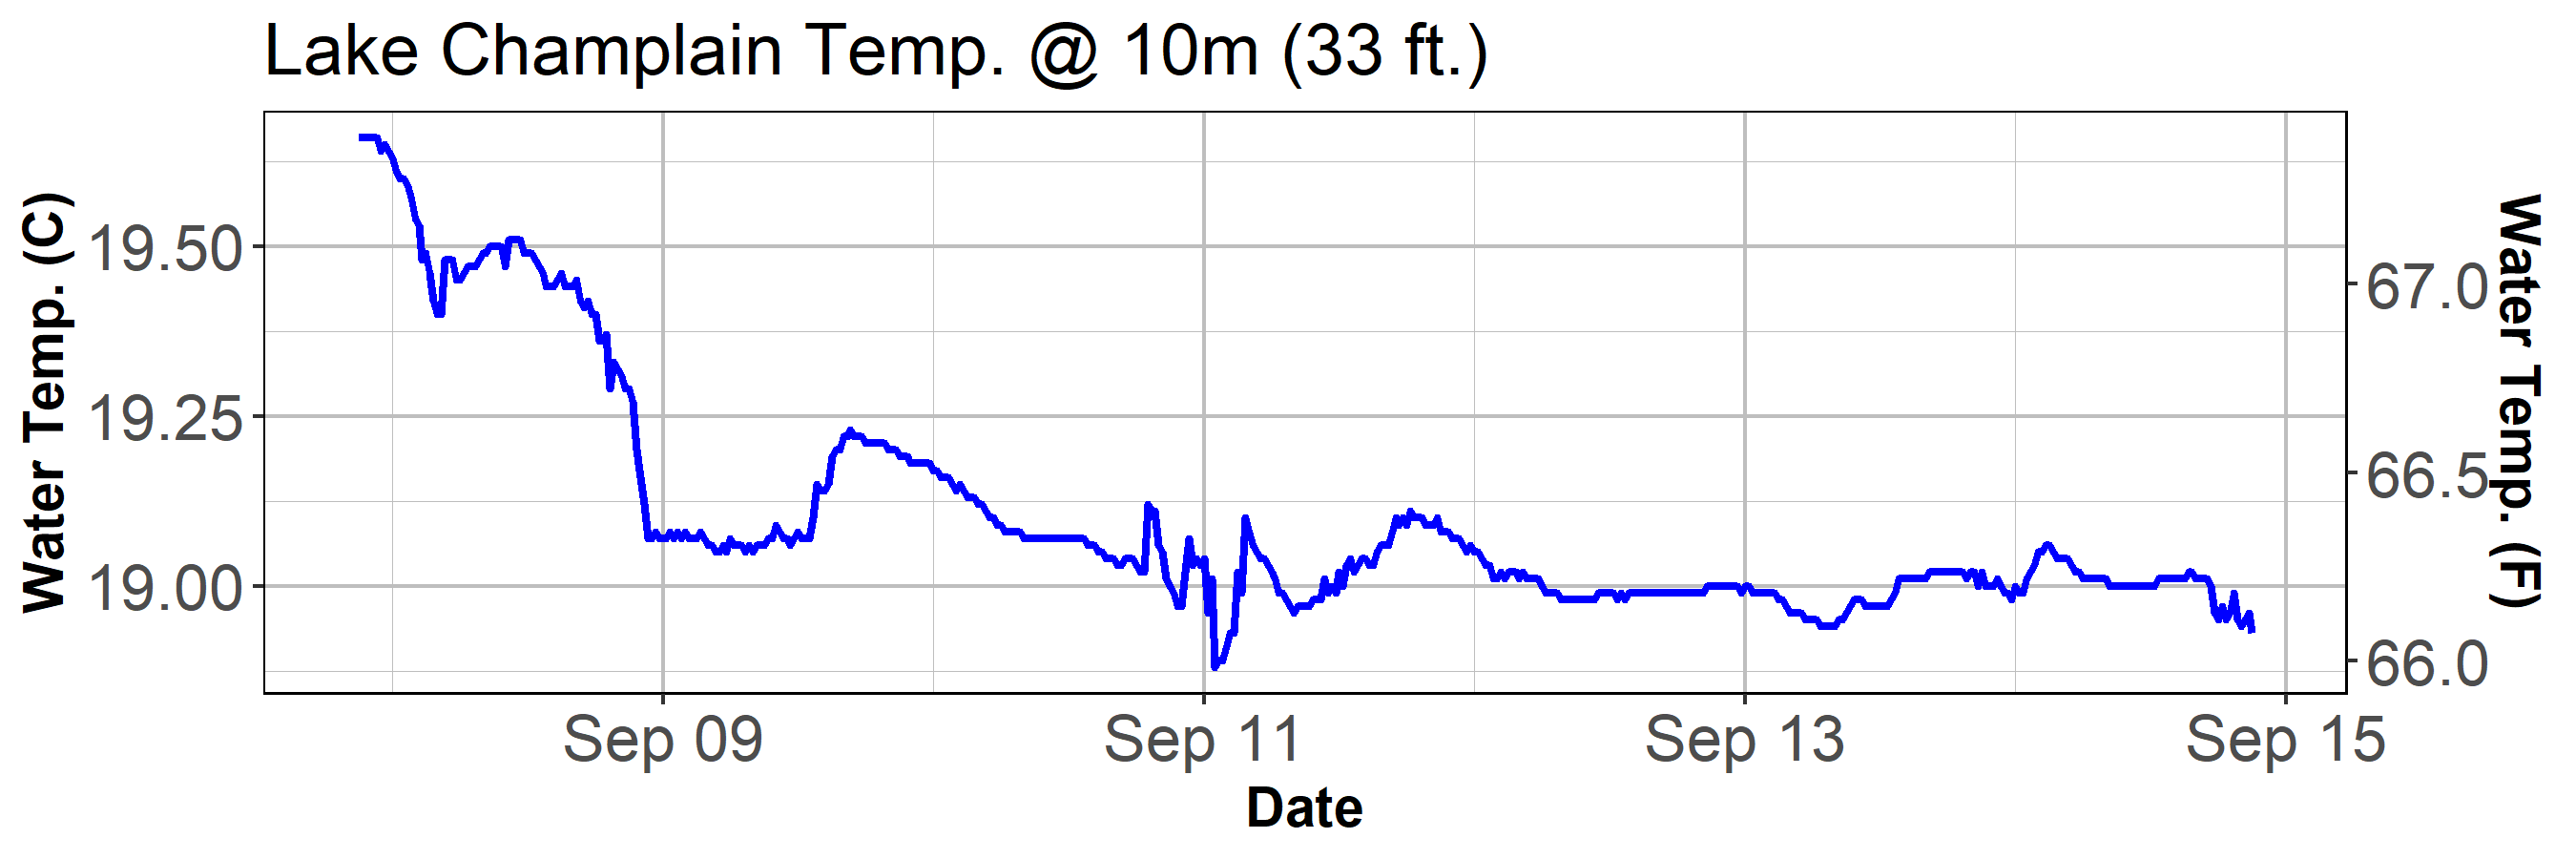 Lake Champlain Temp. @ 10m (33 ft.)
Water Temp. (C)
19.50
19.25
19.00
67.0
66.5
66.0
Water Temp. (F)
Sep 09
Sep 11
Sep 13
Sep 15
Date